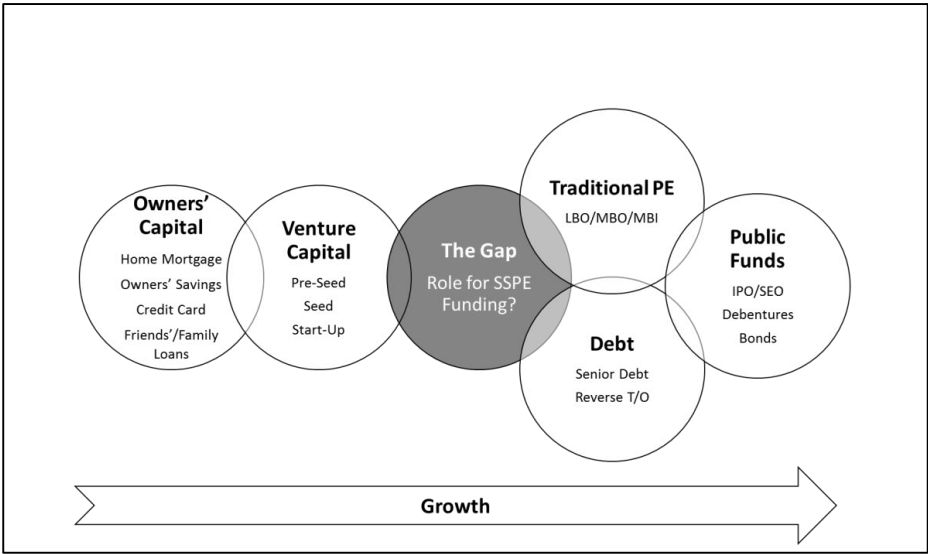 Owners'
Capital
Home Mortgage
Owners' Savings
Credit Card
Friends'/Family
Loans
Venture
Capital
Pre-Seed
Seed
Start-Up
The Gap
Role for SSPE
Funding?
Traditional PE
LBO/MBO/MBI
Debt
Senior Debt
Reverse T/O
Public
Funds
IPO/SEO
Debentures
Bonds
Growth